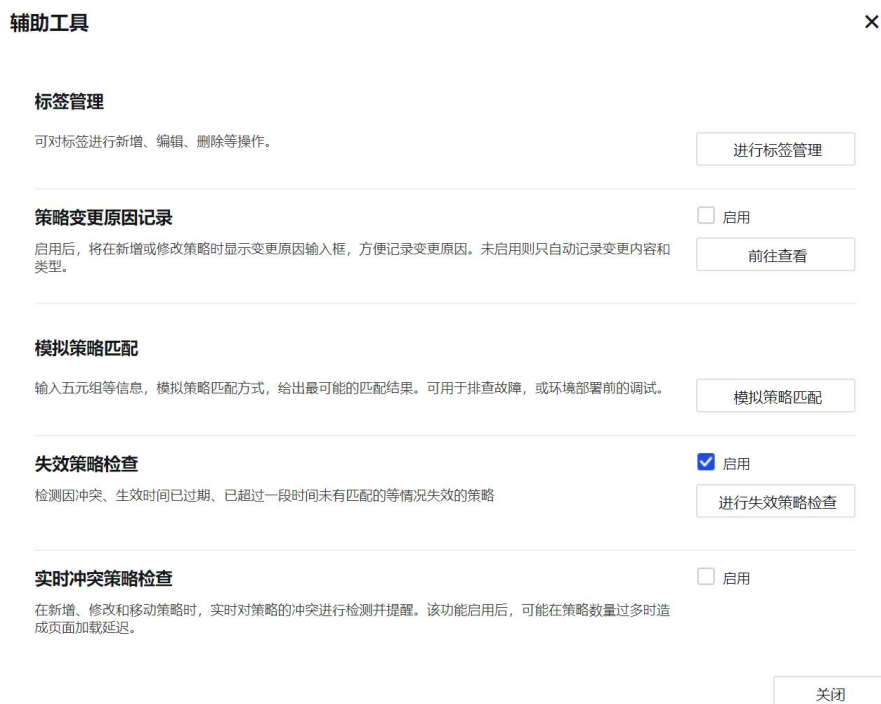 辅助工具
标签管理
可对标签进行新增、编辑、删除等操作。
进行标签管理
策略变更原因记录
启用
启用后，将在新增或修改策略时显示变更原因输入框，方便记录变更原因。未启用则只自动记录变更内容和
类型。
前往查看
模拟策略匹配
输入五元组等信息，模拟策略匹配方式，给出最可能的匹配结果。可用于排查故障，或环境部署前的调试。
模拟策略匹配
失效策略检查
启用
检测因冲突、生效时间已过期、已超过一段时间未有匹配的等情况失效的策略
进行失效策略检查
实时冲突策略检查
启用
在新增、修改和移动策略时，实时对策略的冲突进行检测并提醒。该功能启用后，可能在策略数量过多时造
成页面加载延迟。
关闭